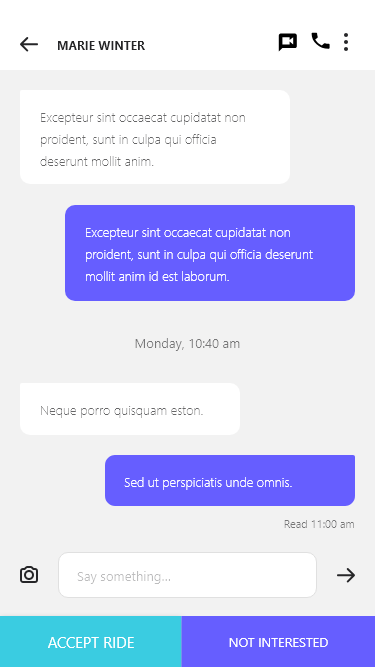 MARIE WINTER
Excepteur sint occaecat cupidatat non
proident, sunt in culpa qui officia
deserunt mollit anim.
Excepteur sint occaecat cupidatat non
proident, sunt in culpa qui officia deserunt
mollit anim id est laborum.
Monday, 10:40 am
Neque porro quisquam eston.
Sed ut perspiciatis unde omnis.
Read 11:00 am
Say something...
ACCEPT RIDE
NOT INTERESTED